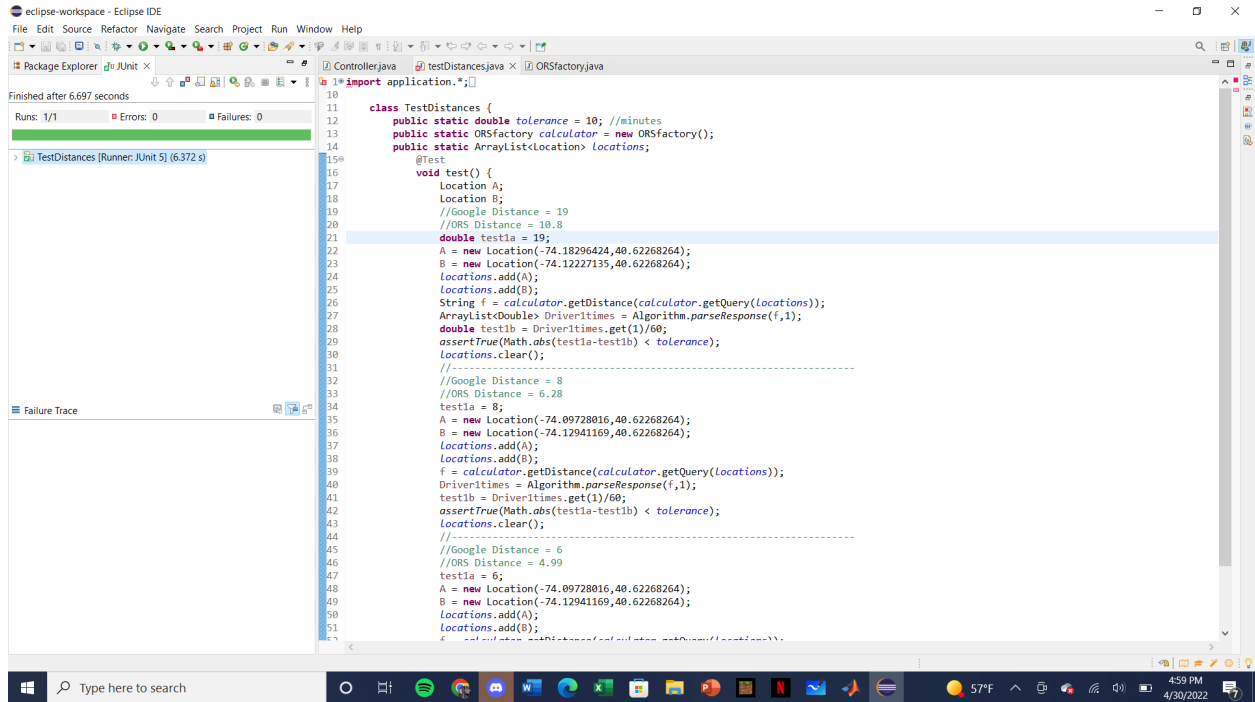 eclipse-workspace - Eclipse IDE
File Edit Source Refactor Navigate Search Project Run Window Help
Package Explorer JUnit
Finished after 6.697 seconds
Runs: 1/1 Errors: 0 Failures: 0
TestDistances [Runner: JUnit 5] (6.372 s)
Failure Trace
Controller.java testDistances.java ORSfactory.java
1 import application.*;
10
11 class TestDistances {
12 public static double tolerance = 10; //minutes
13 public static ORSfactory calculator = new ORSfactory();
14 public static ArrayList<Location> locations;
15 @Test
16 void test() {
17 Location A;
18 Location B;
19 //Google Distance = 19
20 //ORS Distance = 10.8
21 double test1a = 19;
22 A = new Location(-74.18296424,40.62268264);
23 B = new Location(-74.12227135,40.62268264);
24 locations.add(A);
25 locations.add(B);
26 String f = calculator.getDistance(calculator.getQuery(locations));
27 ArrayList<Double> Driver1times = Algorithm.parseResponse(f,1);
28 double test1b = Driver1times.get(1)/60;
29 assertTrue(Math.abs(test1a-test1b) < tolerance);
30 locations.clear();
31 //--------------------------------------------------------------------
32 //Google Distance = 8
33 //ORS Distance = 6.28
34 test1a = 8;
35 A = new Location(-74.09728016,40.62268264);
36 B = new Location(-74.12941169,40.62268264);
37 locations.add(A);
38 locations.add(B);
39 f = calculator.getDistance(calculator.getQuery(locations));
40 Driver1times = Algorithm.parseResponse(f,1);
41 test1b = Driver1times.get(1)/60;
42 assertTrue(Math.abs(test1a-test1b) < tolerance);
43 locations.clear();
44 //--------------------------------------------------------------------
45 //Google Distance = 6
46 //ORS Distance = 4.99
47 test1a = 6;
48 A = new Location(-74.09728016,40.62268264);
49 B = new Location(-74.12941169,40.62268264);
50 locations.add(A);
51 locations.add(B);
52 f = calculator.getDistance(calculator.getQuery(locations));
Type here to search
57°F
4:59 PM
4/30/2022
7